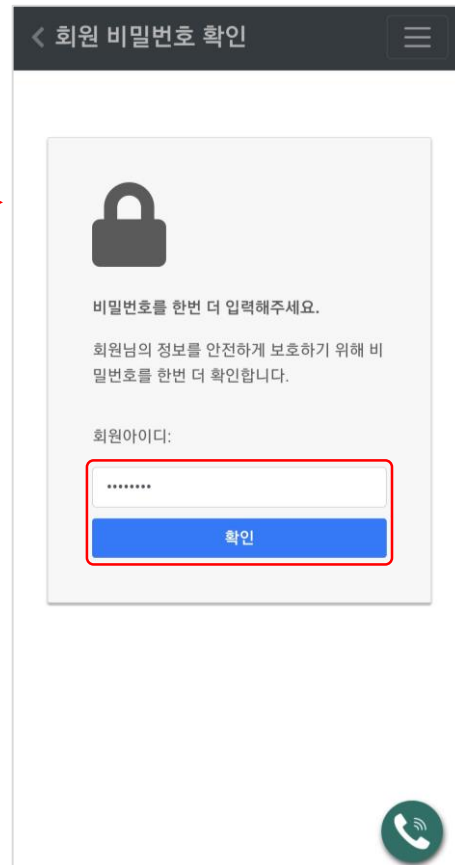 회원 비밀번호 확인
비밀번호를 한번 더 입력해주세요.
회원님의 정보를 안전하게 보호하기 위해 비
밀번호를 한번 더 확인합니다.
회원아이디:
••••••••
확인